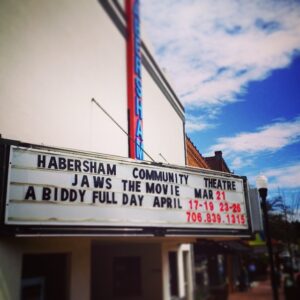 HABERSHAM
HABERSHAM COMMUNITY THEATRE
JAWS THE MOVIE MAR 21
A BIDDY FULL DAY APRIL 17-19 23-26
706.839.1315